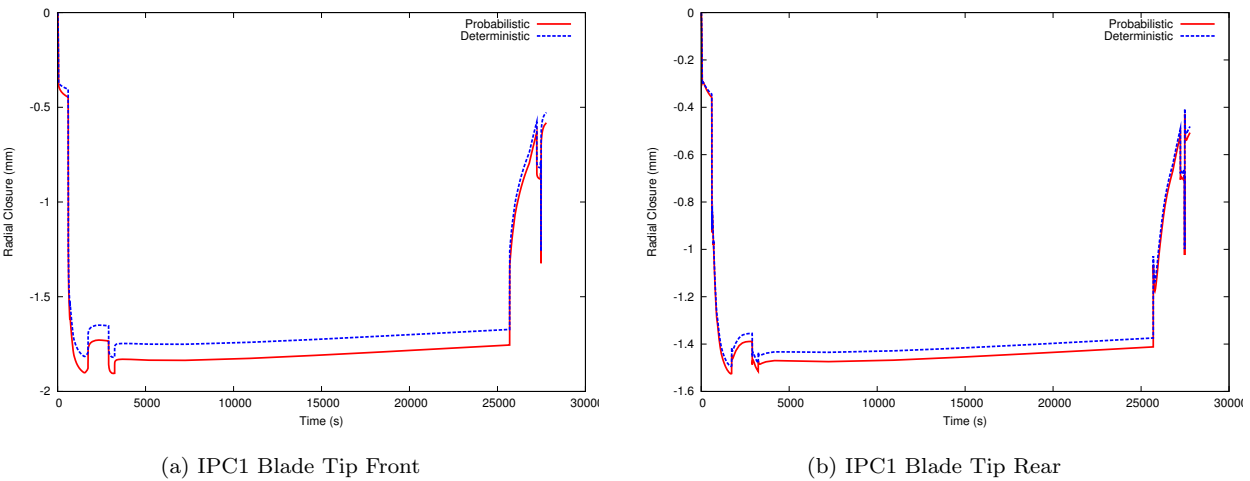 Probabilistic
Deterministic
0
-0.5
-1
-1.5
-2
Radial Closure (mm)
0 5000 10000 15000 20000 25000 30000
Time (s)
(a) IPC1 Blade Tip Front
Probabilistic
Deterministic
0
-0.2
-0.4
-0.6
-0.8
-1
-1.2
-1.4
-1.6
Radial Closure (mm)
0 5000 10000 15000 20000 25000 30000
Time (s)
(b) IPC1 Blade Tip Rear